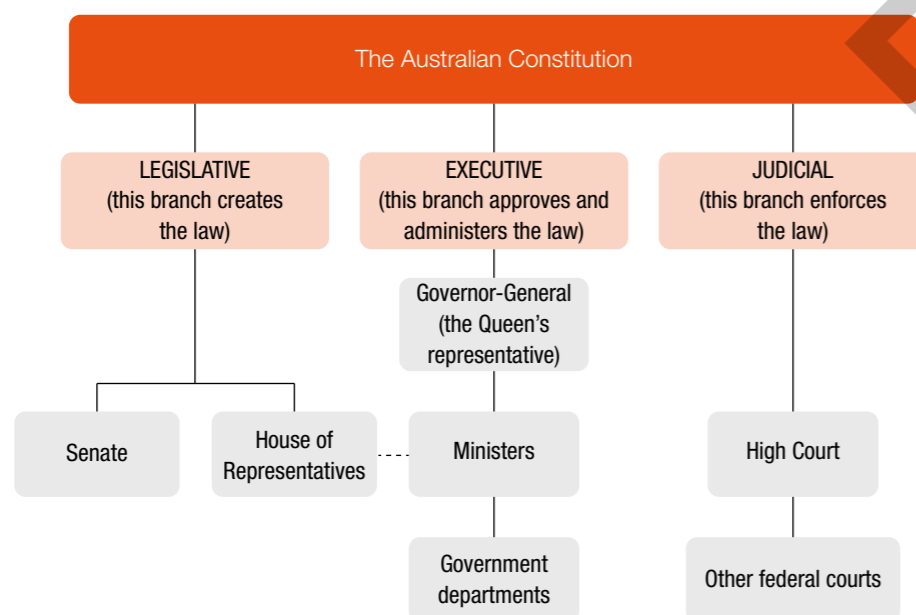 The Australian Constitution
LEGISLATIVE
(this branch creates
the law)
EXECUTIVE
(this branch approves and
administers the law)
JUDICIAL
(this branch enforces
the law)
Governor-General
(the Queen’s
representative)
Senate
House of
Representatives
Ministers
High Court
Government
departments
Other federal courts